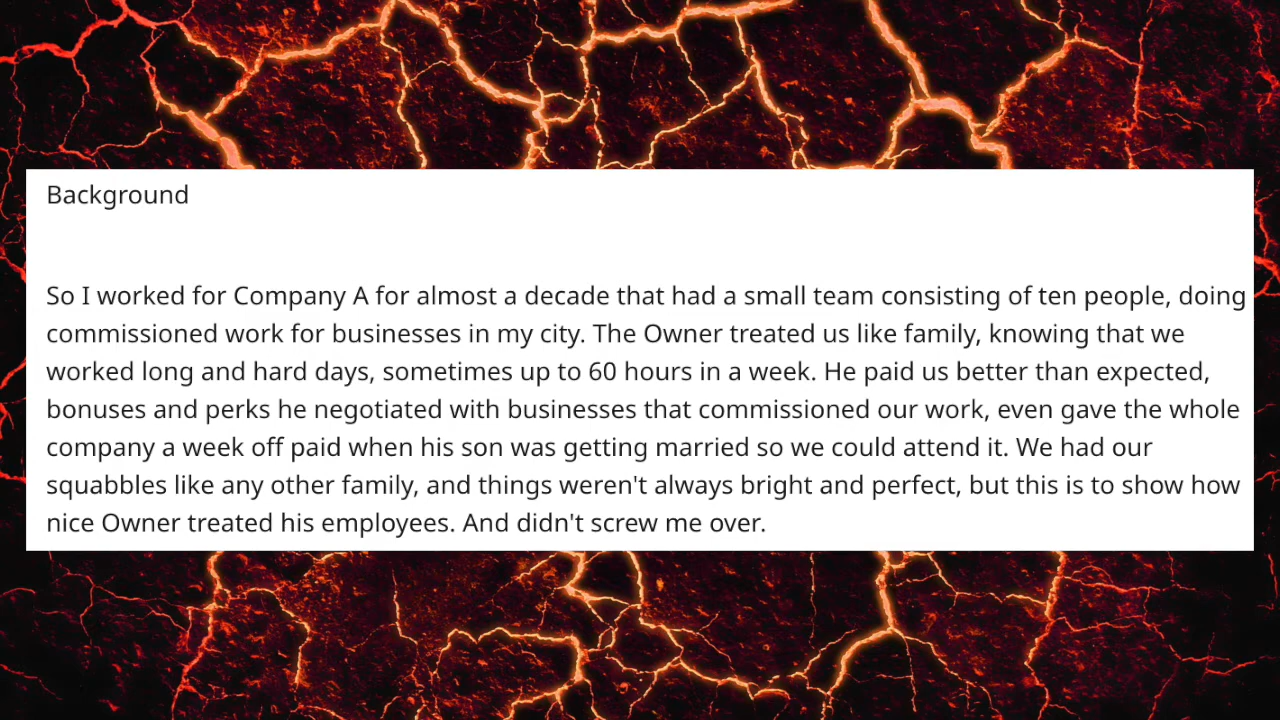 Background
So I worked for Company A for almost a decade that had a small team consisting of ten people, doing
commissioned work for businesses in my city. The Owner treated us like family, knowing that we
worked long and hard days, sometimes up to 60 hours in a week. He paid us better than expected,
bonuses and perks he negotiated with businesses that commissioned our work, even gave the whole
company a week off paid when his son was getting married so we could attend it. We had our
squabbles like any other family, and things weren't always bright and perfect, but this is to show how
nice Owner treated his employees. And didn't screw me over.